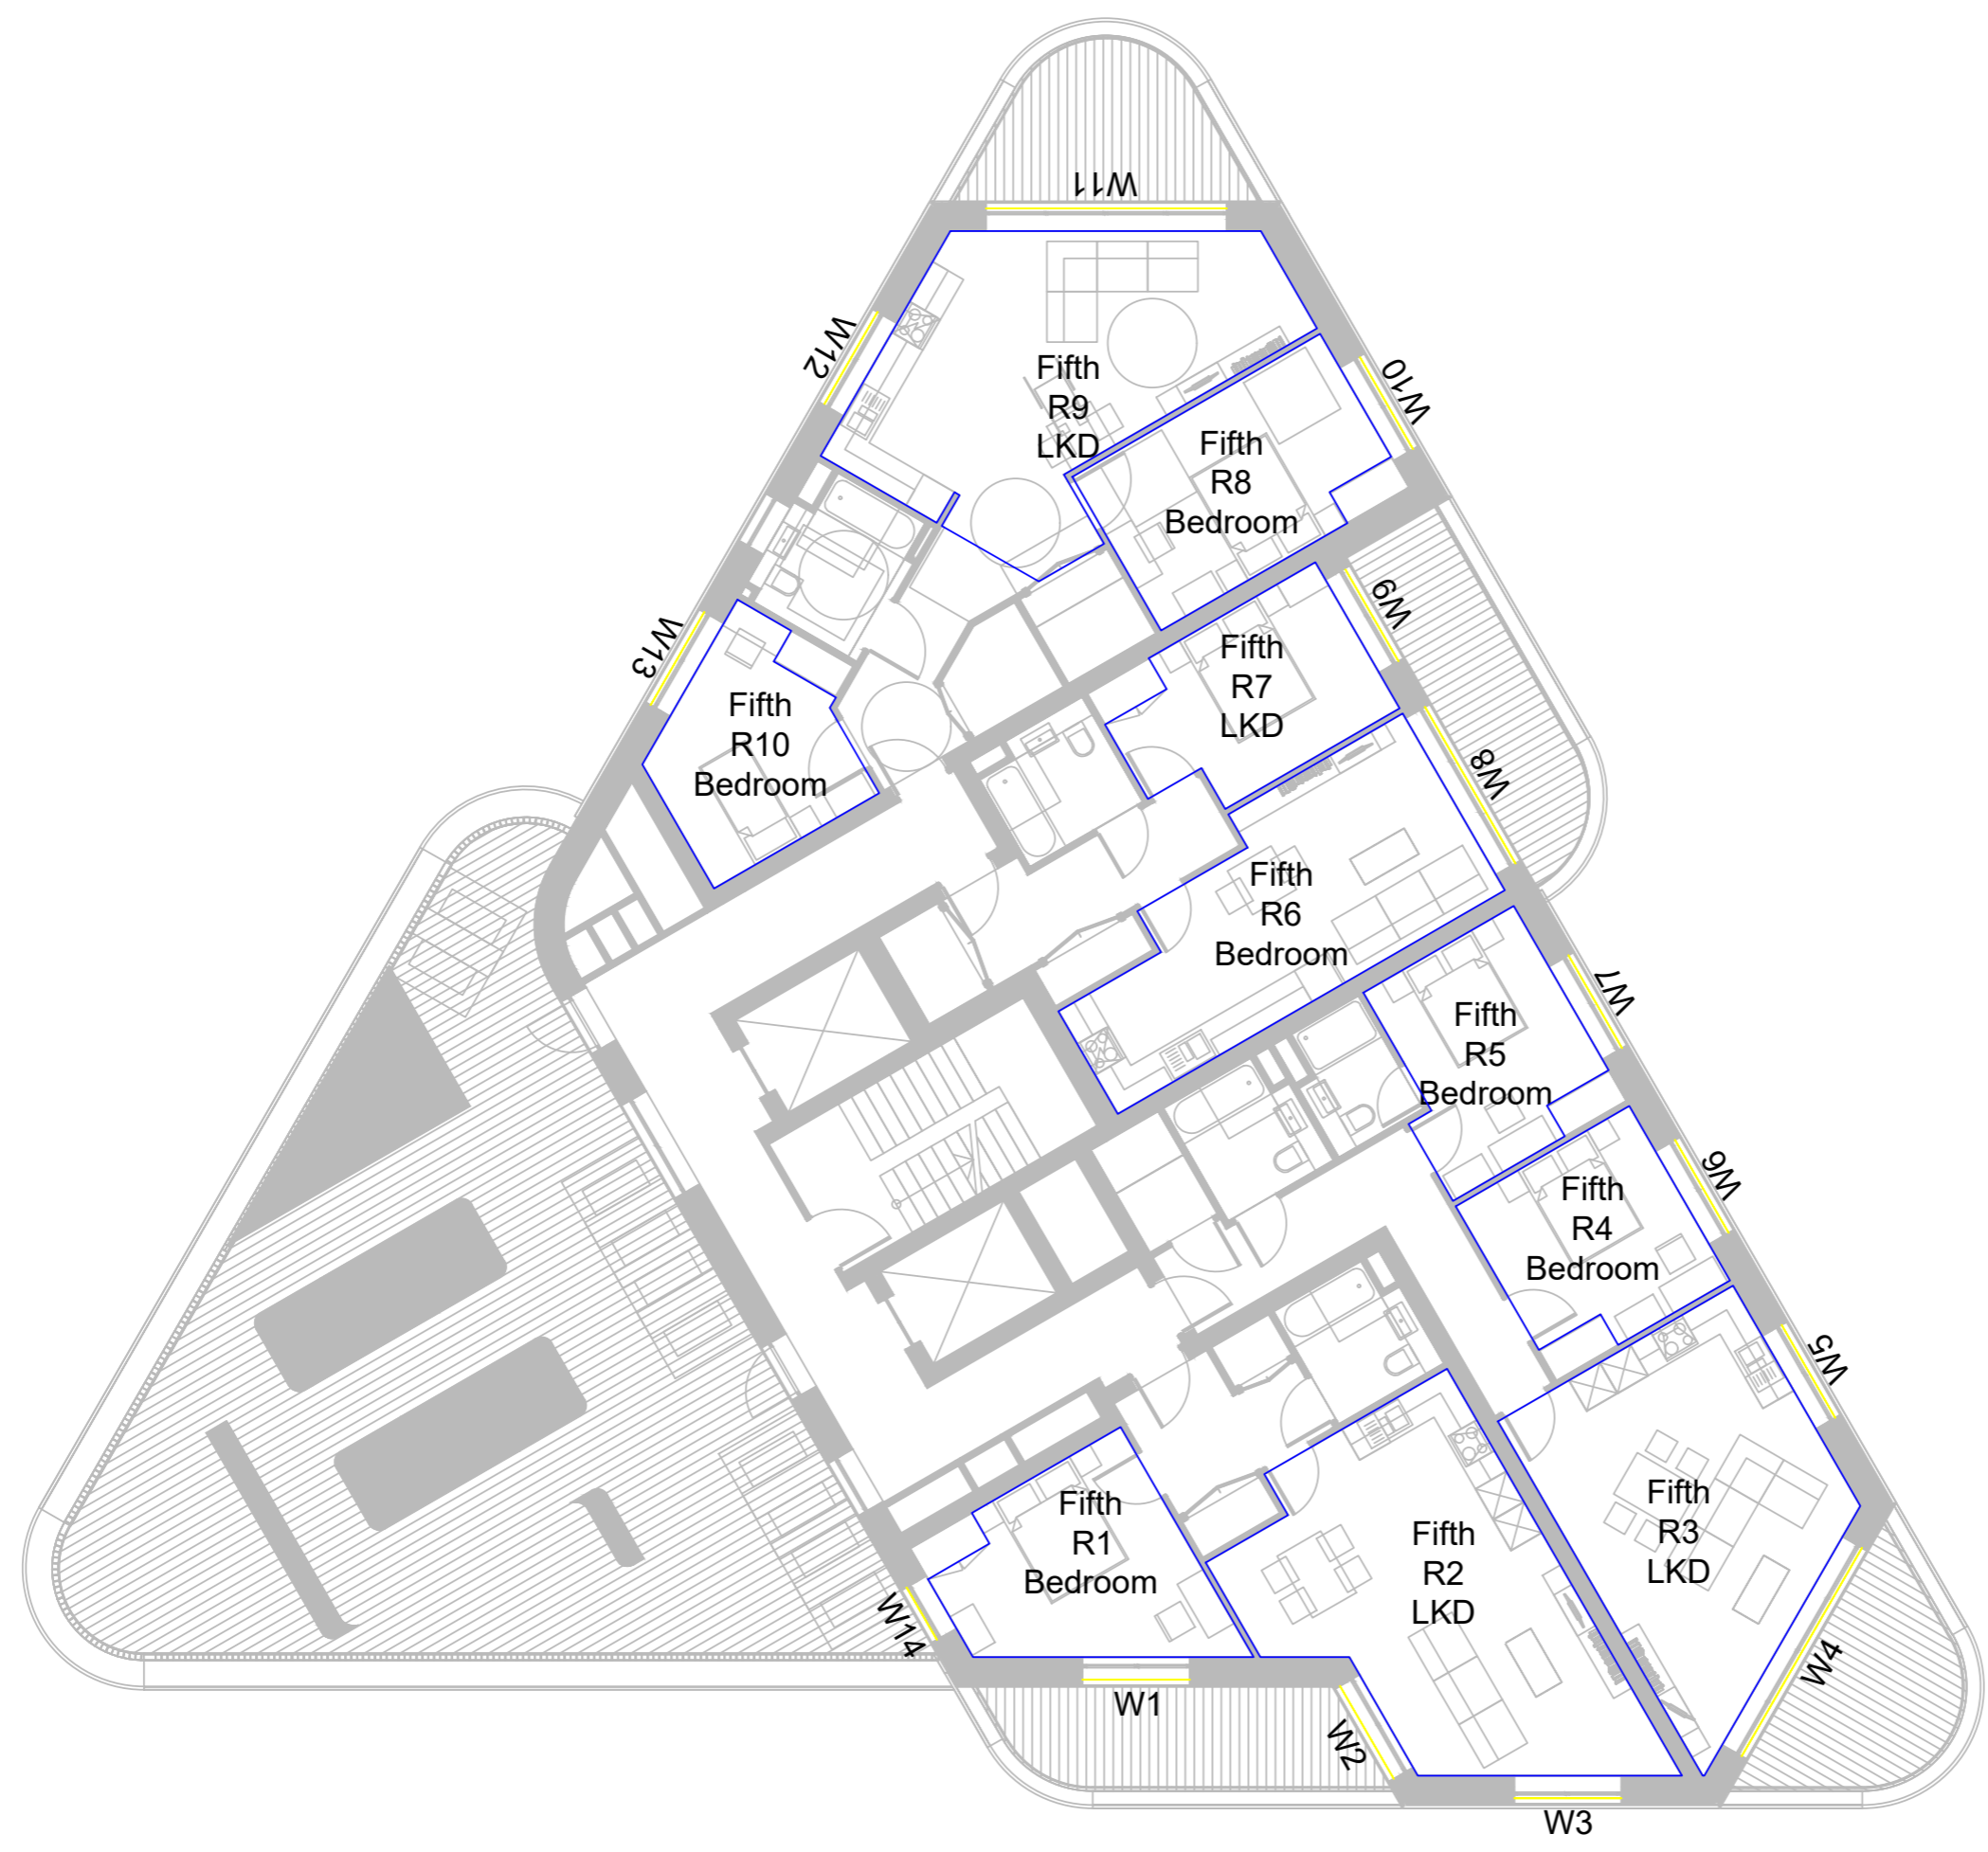 W11
W12
W10
Fifth
R9
LKD
Fifth
R8
Bedroom
W9
W13
Fifth
R7
LKD
Fifth
R10
Bedroom
W8
Fifth
R6
Bedroom
W7
Fifth
R5
Bedroom
W6
Fifth
R4
Bedroom
W5
Fifth
R3
LKD
Fifth
R1
Bedroom
Fifth
R2
LKD
W14
W4
W1
W2
W3